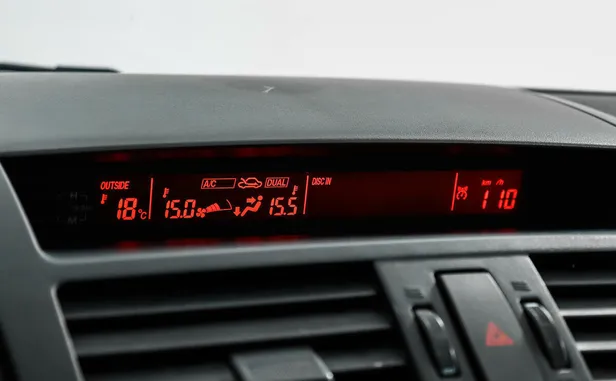 OUTSIDE A/C DUAL DISC IN km/h
18°C 15.0 15.5 110